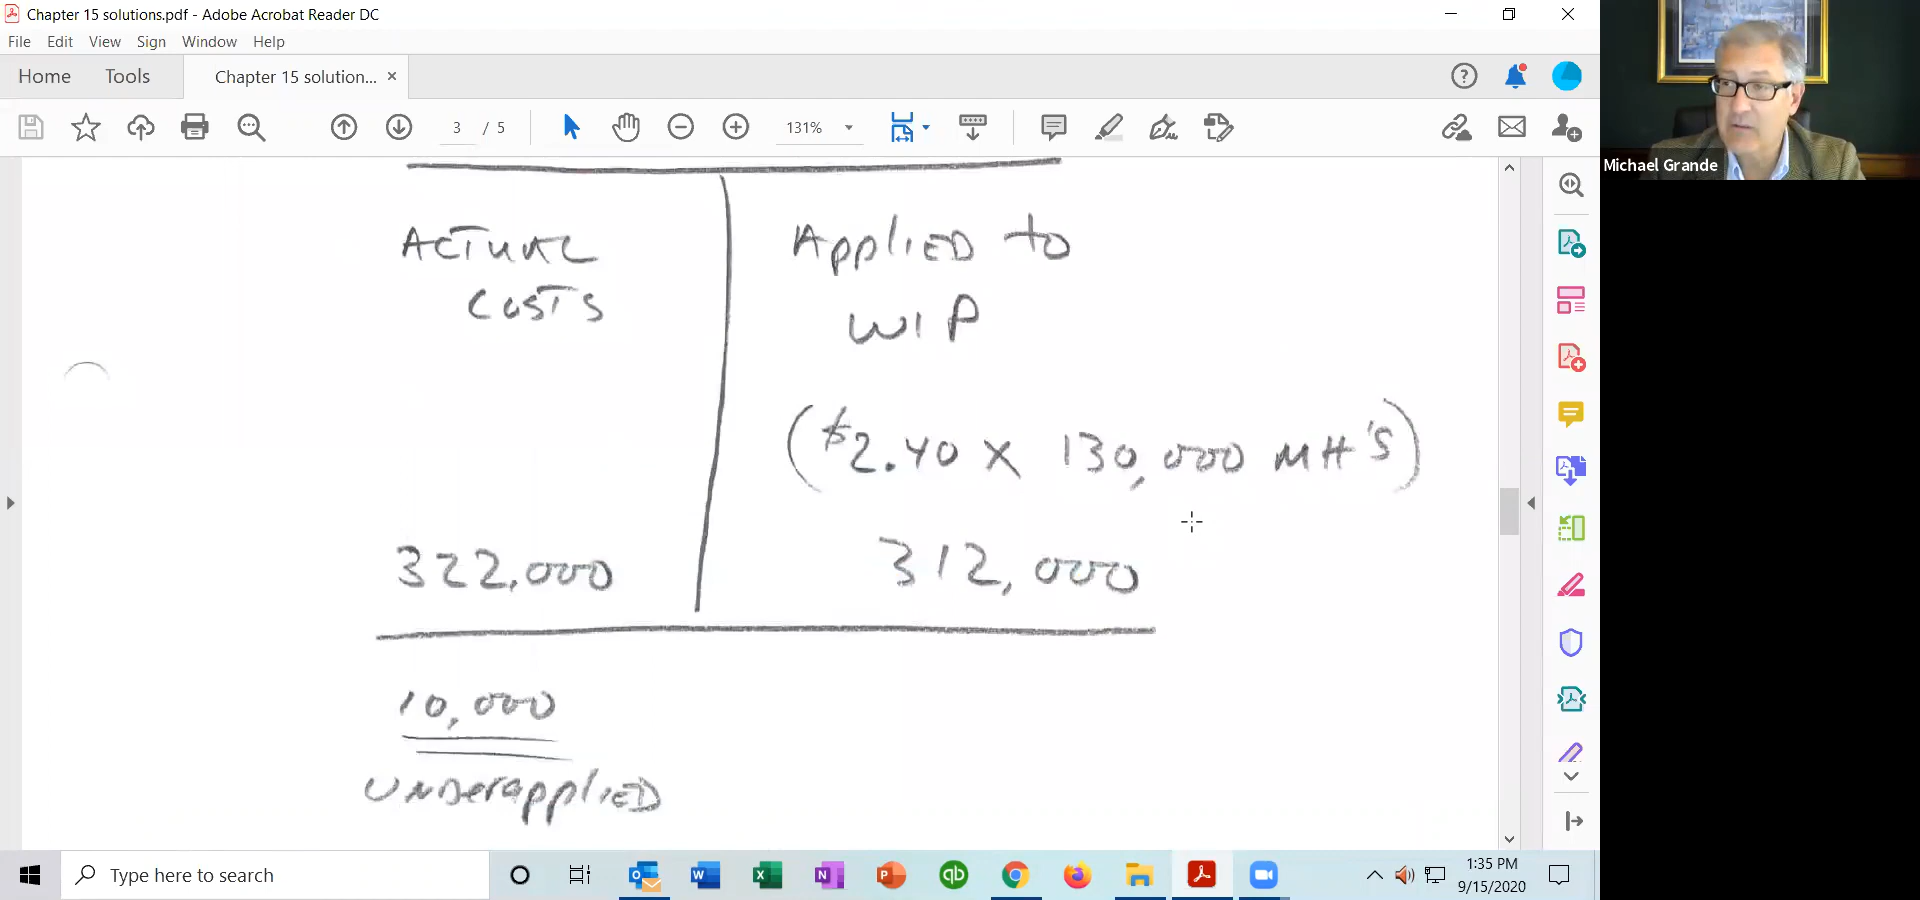 Chapter 15 solutions.pdf - Adobe Acrobat Reader DC
File Edit View Sign Window Help
Home Tools Chapter 15 solution... ×
3 / 5 131%
Michael Grande
ACTUAL
COSTS
Applied to
WIP
($2.40 X 130,000 MH'S)
322,000
312,000
10,000
UNDERapplied
Type here to search
1:35 PM
9/15/2020